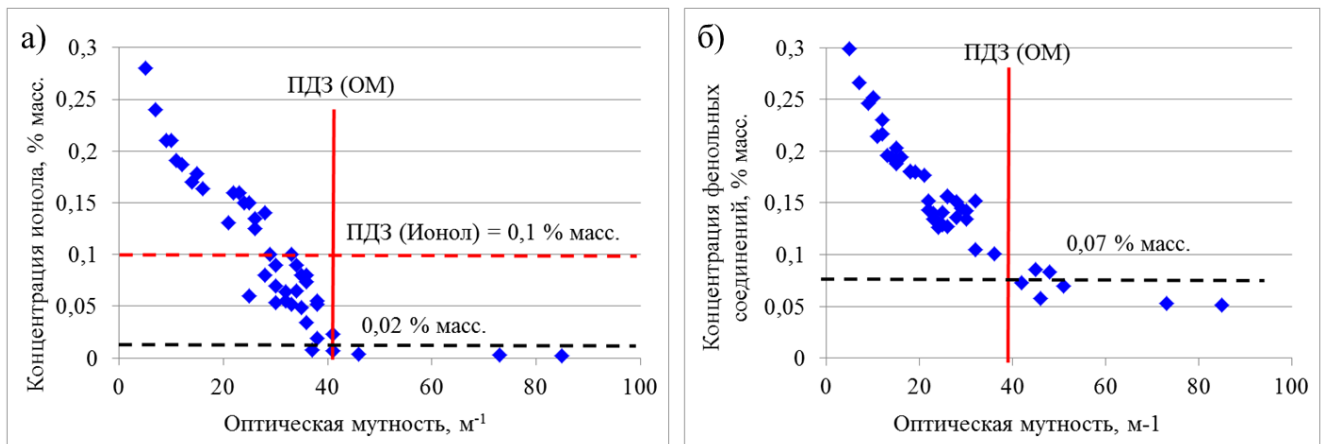 а)
Концентрация ионола, % масс.
0,3
0,25
0,2
0,15
0,1
0,05
0
ПДЗ (ОМ)
ПДЗ (Ионол) = 0,1 % масс.
0,02 % масс.
0
20
40
60
80
100
Оптическая мутность, м-1
б)
Концентрация фенольных
соединений, % масс.
0,3
0,25
0,2
0,15
0,1
0,05
0
ПДЗ (ОМ)
0,07 % масс.
0
20
40
60
80
100
Оптическая мутность, м-1